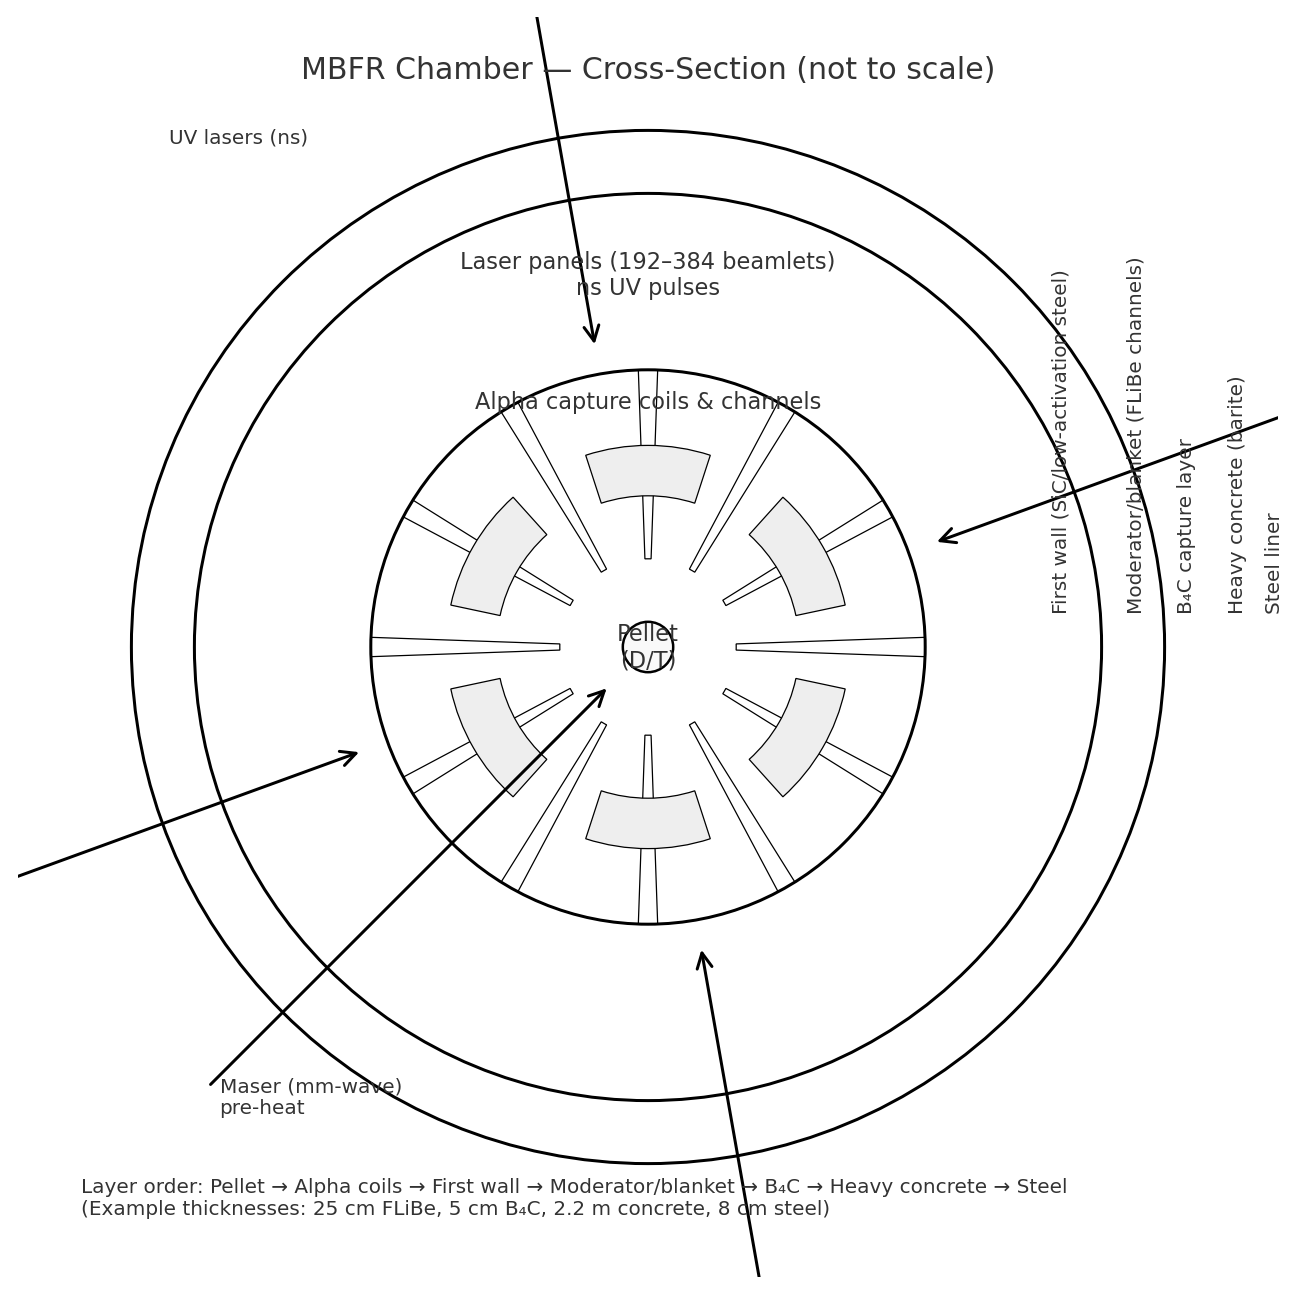 MBFR Chamber — Cross-Section (not to scale)
UV lasers (ns)
Laser panels (192–384 beamlets)
ns UV pulses
Alpha capture coils & channels
First wall (SiC/low-activation steel)
Moderator/blanket (FLiBe channels)
B₄C capture layer
Heavy concrete (barite)
Steel liner
Pellet
(D/T)
Maser (mm-wave)
pre-heat
Layer order: Pellet → Alpha coils → First wall → Moderator/blanket → B₄C → Heavy concrete → Steel
(Example thicknesses: 25 cm FLiBe, 5 cm B₄C, 2.2 m concrete, 8 cm steel)